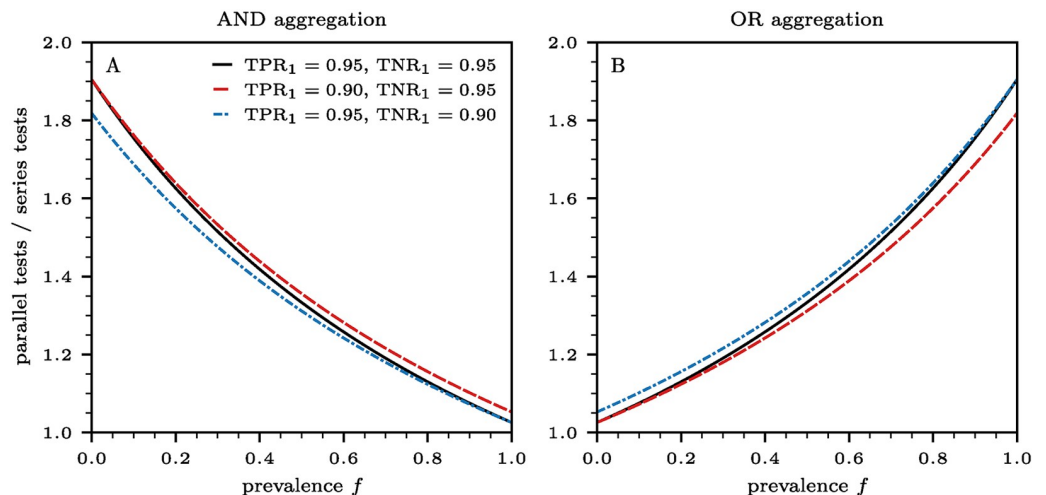 AND aggregation
A
TPR₁ = 0.95, TNR₁ = 0.95
TPR₁ = 0.90, TNR₁ = 0.95
TPR₁ = 0.95, TNR₁ = 0.90
parallel tests / series tests
2.0
1.8
1.6
1.4
1.2
1.0
0.0 0.2 0.4 0.6 0.8 1.0
prevalence f
OR aggregation
B
2.0
1.8
1.6
1.4
1.2
1.0
0.0 0.2 0.4 0.6 0.8 1.0
prevalence f